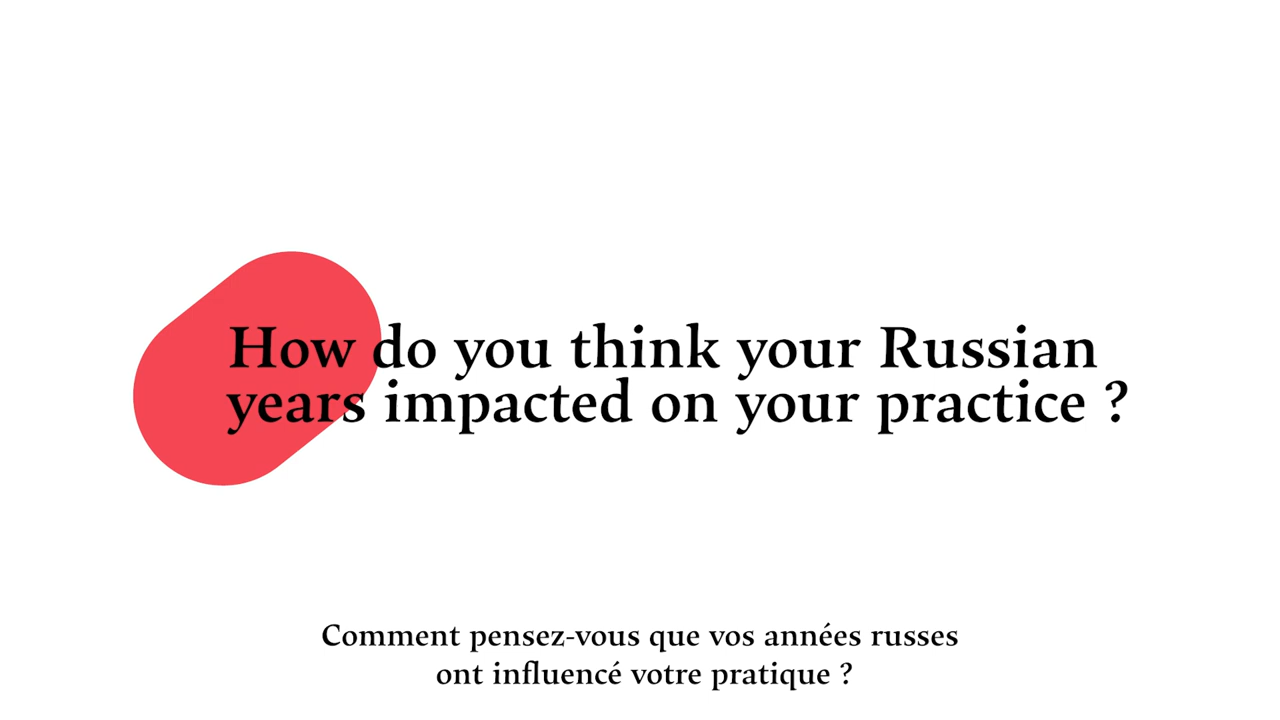 How do you think your Russian
years impacted on your practice ?
Comment pensez-vous que vos années russes
ont influencé votre pratique ?